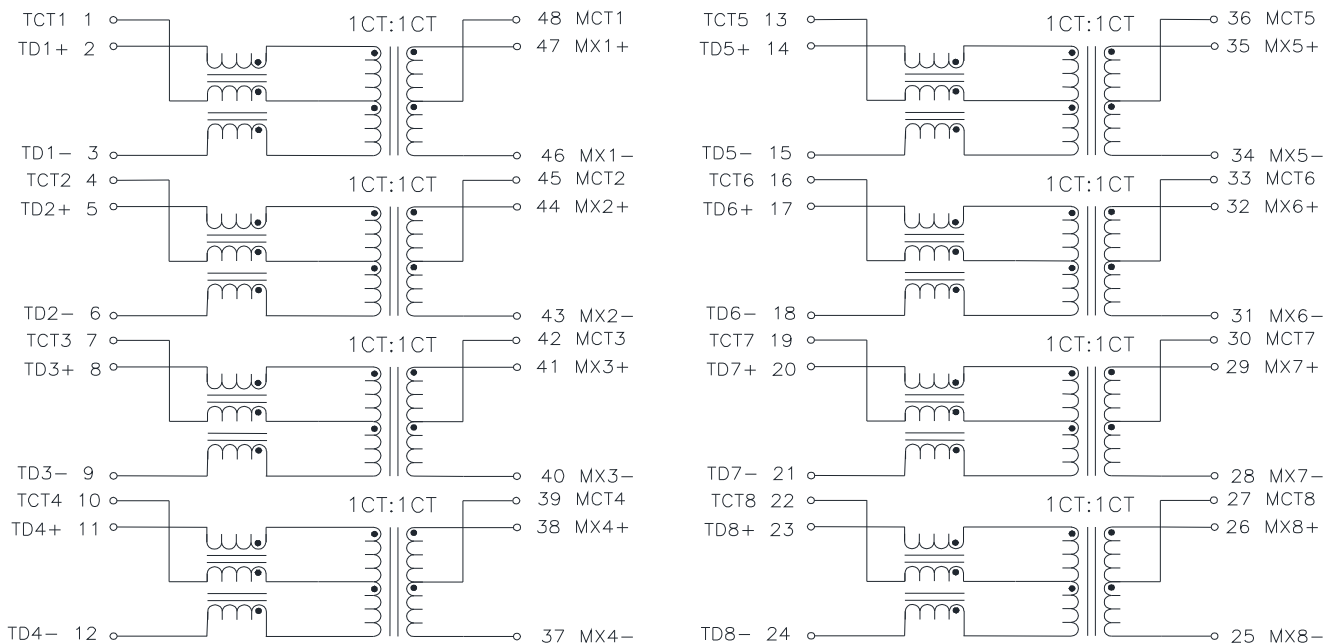 TCT1 1 1CT:1CT 48 MCT1
TD1+ 2 47 MX1+
TD1- 3 46 MX1-
TCT2 4 1CT:1CT 45 MCT2
TD2+ 5 44 MX2+
TD2- 6 43 MX2-
TCT3 7 1CT:1CT 42 MCT3
TD3+ 8 41 MX3+
TD3- 9 40 MX3-
TCT4 10 1CT:1CT 39 MCT4
TD4+ 11 38 MX4+
TD4- 12 37 MX4-
TCT5 13 1CT:1CT 36 MCT5
TD5+ 14 35 MX5+
TD5- 15 34 MX5-
TCT6 16 1CT:1CT 33 MCT6
TD6+ 17 32 MX6+
TD6- 18 31 MX6-
TCT7 19 1CT:1CT 30 MCT7
TD7+ 20 29 MX7+
TD7- 21 28 MX7-
TCT8 22 1CT:1CT 27 MCT8
TD8+ 23 26 MX8+
TD8- 24 25 MX8-